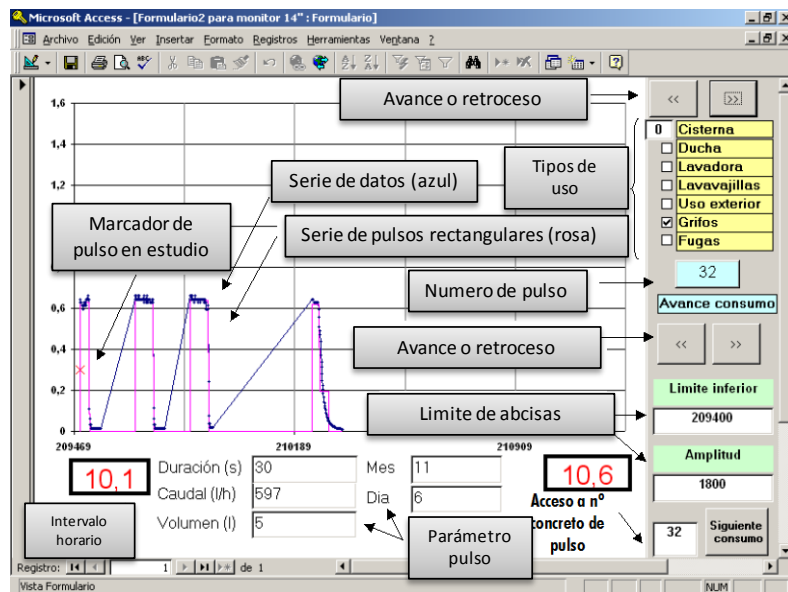 Microsoft Access - [Formulario2 para monitor 14" : Formulario]
Archivo Edición Ver Insertar Formato Registros Herramientas Ventana ?
1,6
1,4
1,2
0,8
0,6
0,4
0,2
0
209469
210189
210909
Avance o retroceso
Serie de datos (azul)
Tipos de
uso
Marcador de
pulso en estudio
Serie de pulsos rectangulares (rosa)
Numero de pulso
Avance o retroceso
Limite de abcisas
<< >>
0 Cisterna
Ducha
Lavadora
Lavavajillas
Uso exterior
Grifos
Fugas
32
Avance consumo
<< >>
Limite inferior
209400
Amplitud
1800
10,1
Duración (s) 30
Caudal (l/h) 597
Volumen (l) 5
Mes 11
Dia 6
10,6
Acceso a nº
concreto de
pulso
32
Siguiente
consumo
Intervalo
horario
Parámetro
pulso
Registro: 1 de 1
Vista Formulario
NUM